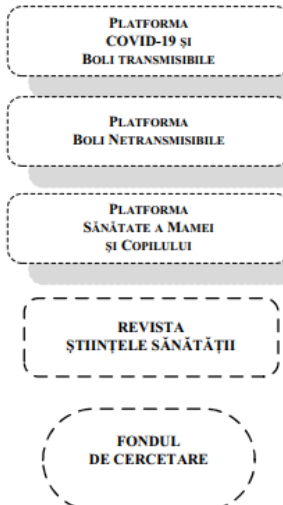 PLATFORMA
COVID-19 ȘI
BOLI TRANSMISIBILE
PLATFORMA
BOLI NETRANSMISIBILE
PLATFORMA
SĂNĂTATE A MAMEI
ȘI COPILULUI
REVISTA
ȘTIINȚELE SĂNĂTĂȚII
FONDUL
DE CERCETARE